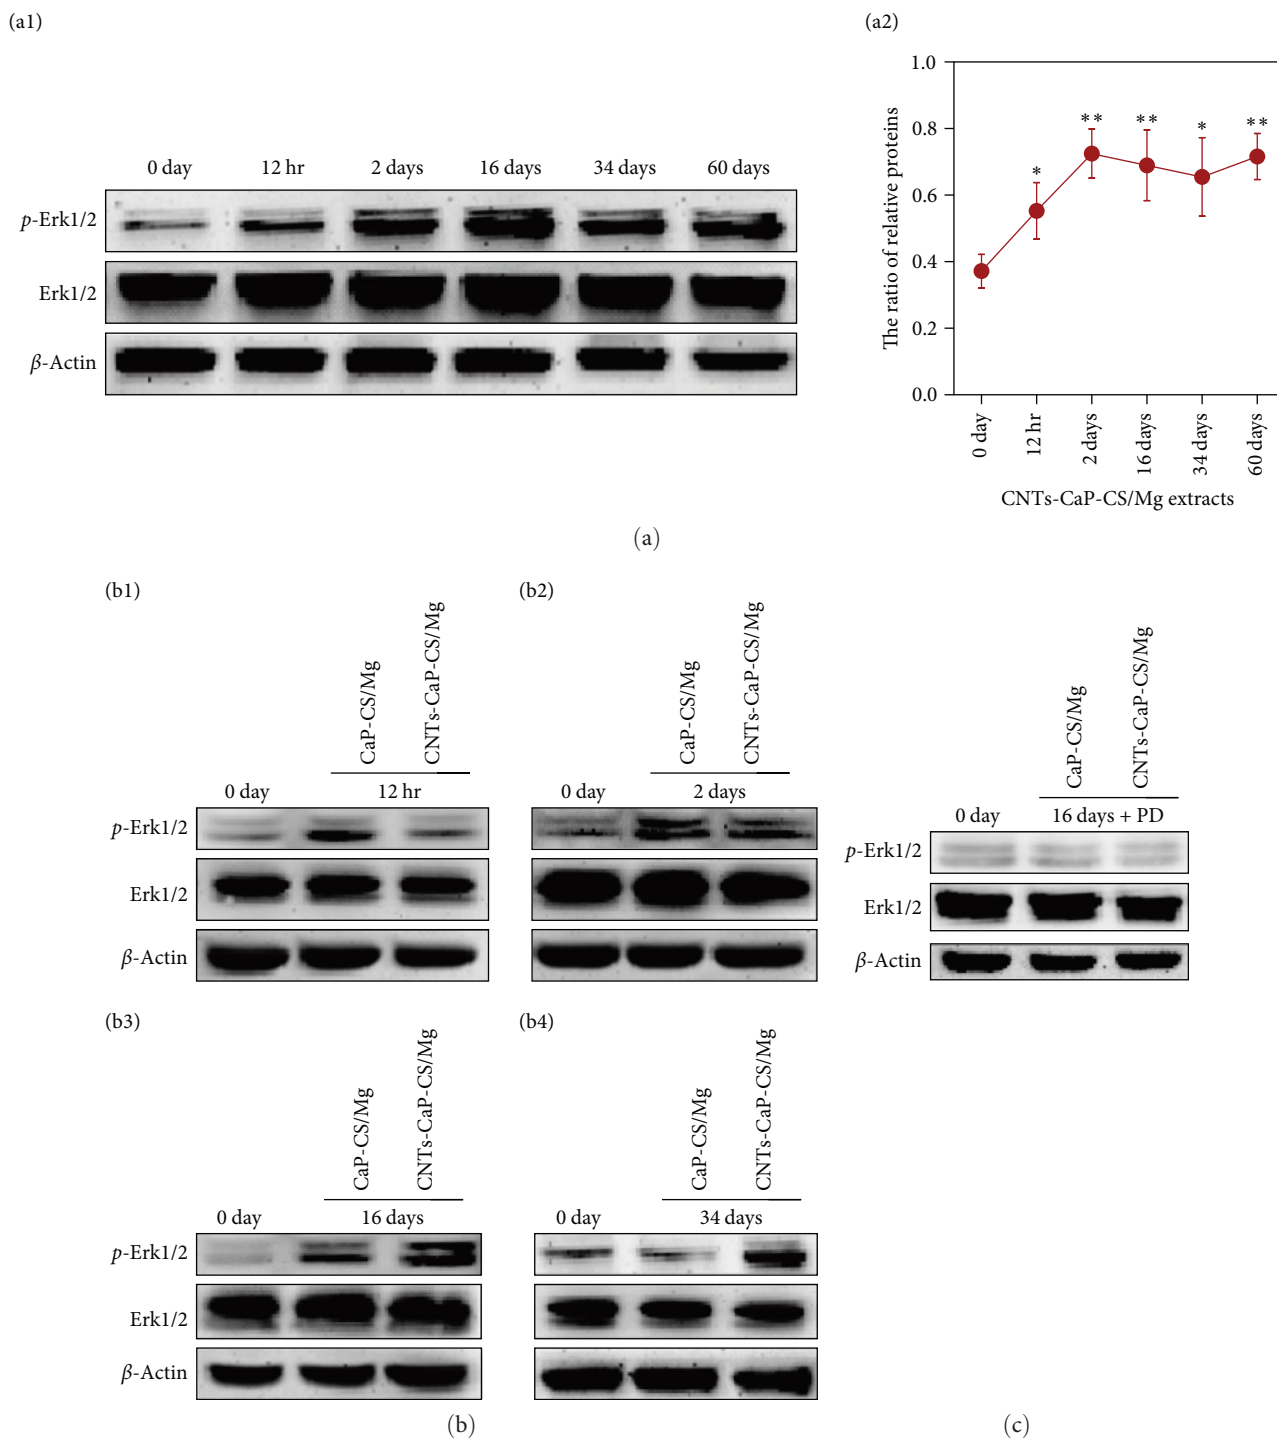 (a1)
0 day 12 hr 2 days 16 days 34 days 60 days
p-Erk1/2
Erk1/2
β-Actin
(a2)
The ratio of relative proteins
1.0
0.8
0.6
0.4
0.2
0.0
* ** ** * **
0 day 12 hr 2 days 16 days 34 days 60 days
CNTs-CaP-CS/Mg extracts
(a)
(b1)
CaP-CS/Mg
CNTs-CaP-CS/Mg
0 day 12 hr
p-Erk1/2
Erk1/2
β-Actin
(b2)
CaP-CS/Mg
CNTs-CaP-CS/Mg
0 day 2 days
CaP-CS/Mg
CNTs-CaP-CS/Mg
0 day 16 days + PD
p-Erk1/2
Erk1/2
β-Actin
(b3)
CaP-CS/Mg
CNTs-CaP-CS/Mg
0 day 16 days
p-Erk1/2
Erk1/2
β-Actin
(b4)
CaP-CS/Mg
CNTs-CaP-CS/Mg
0 day 34 days
(b)
(c)